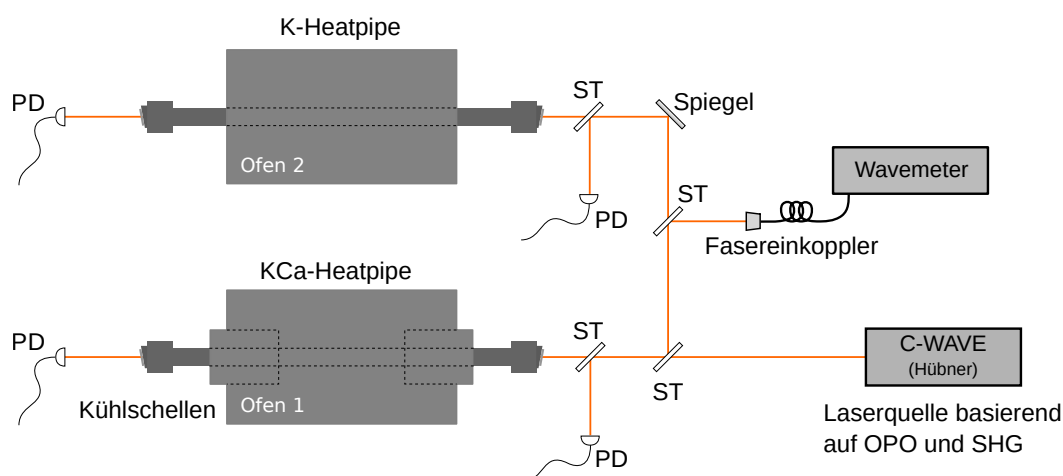 K-Heatpipe
PD
ST
Spiegel
Ofen 2
Wavemeter
ST
PD
Fasereinkoppler
KCa-Heatpipe
PD
ST
C-WAVE
(Hübner)
ST
Kühlschellen
Ofen 1
Laserquelle basierend
auf OPO und SHG
PD